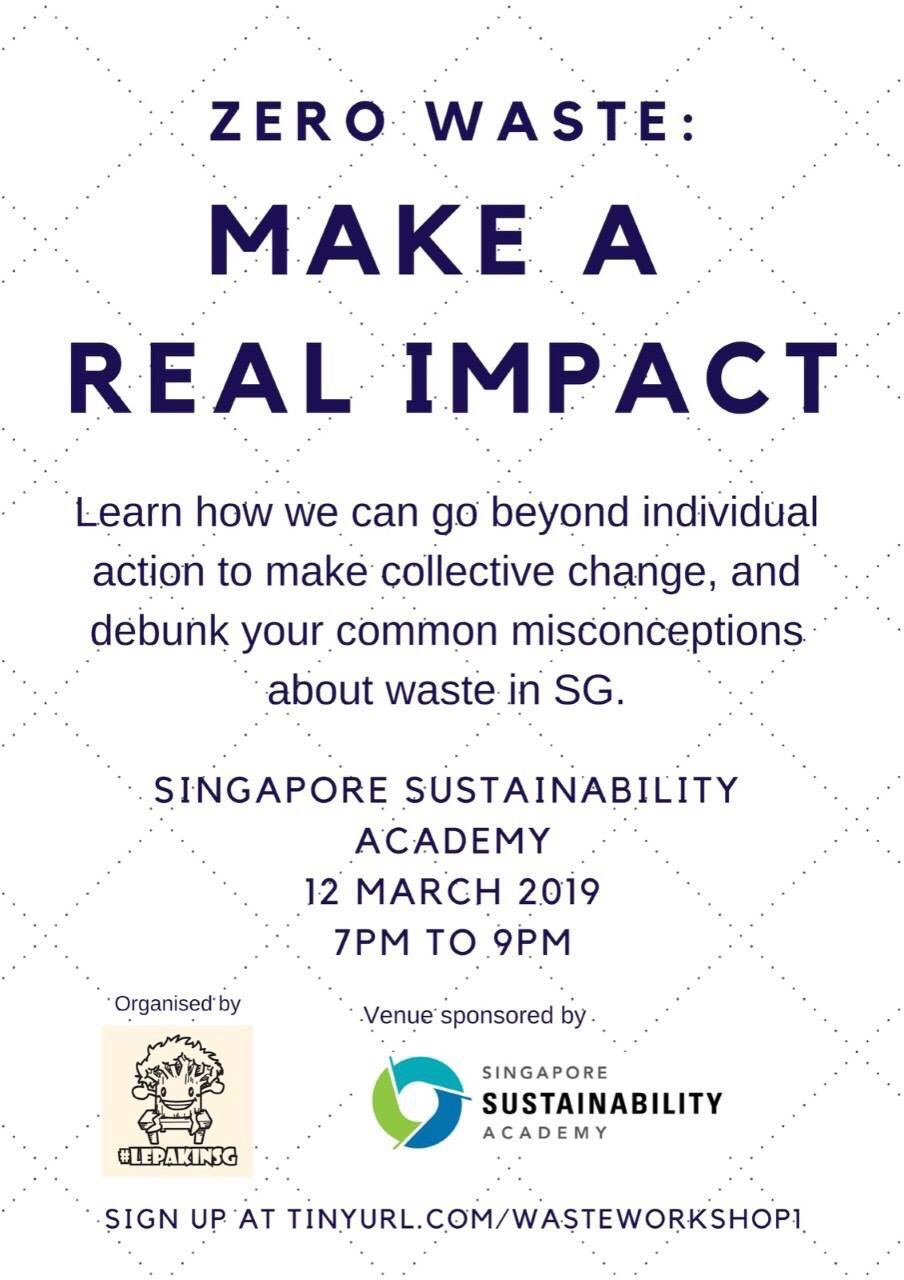 ZERO WASTE:
MAKE A
REAL IMPACT
Learn how we can go beyond individual
action to make collective change, and
debunk your common misconceptions
about waste in SG.
SINGAPORE SUSTAINABILITY
ACADEMY
12 MARCH 2019
7PM TO 9PM
Organised by
#LEPAKINSG
Venue sponsored by
SINGAPORE
SUSTAINABILITY
ACADEMY
SIGN UP AT TINYURL.COM/WASTEWORKSHOP1